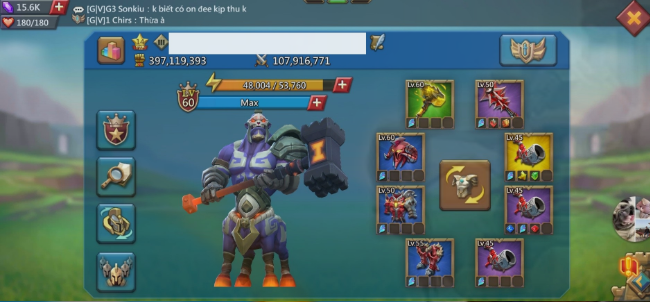 15.6K
[G][V]G3 Sonkiu : k biết có on đee kịp thu k
180/180
[G][V]1 Chirs : Thừa à
397,119,393
107,916,771
48,004 / 53,760
LV
60
Max
Lv.60
Lv.50
Lv.60
Lv.45
Lv.50
Lv.45
Lv.55
Lv.45